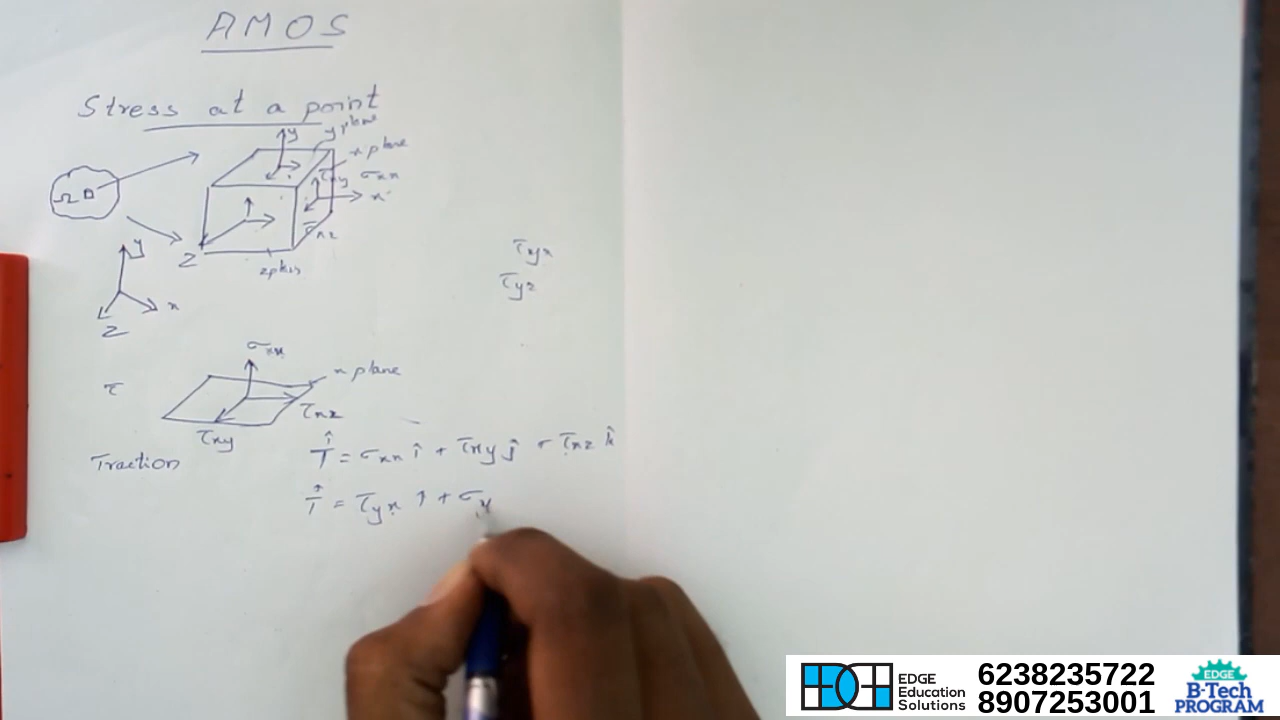 AMOS
Stress at a point
y
y plane
x plane
τxy σxx
x
τxz
Z
z plane
y
x
Z
τxyx
τyz
σxx
x plane
τ
τxz
τxy
Traction
T̂ = σxx î + τxy ĵ + τxz k̂
T̂ = τyx î + σy
EDGE
Education
Solutions
6238235722
8907253001
EDGE
B-Tech
PROGRAM